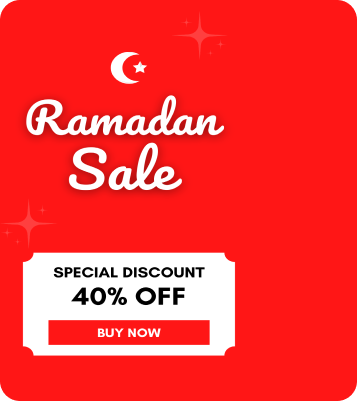 Ramadan
Sale
SPECIAL DISCOUNT
40% OFF
BUY NOW